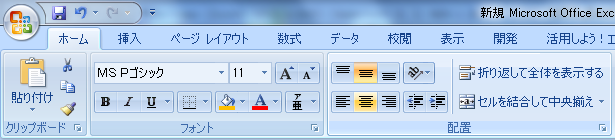 新規 Microsoft Office Exc
ホーム 挿入 ページ レイアウト 数式 データ 校閲 表示 開発 活用しよう！エ
MS Pゴシック 11 A A 折り返して全体を表示する
貼り付け B I U A ア亜 セルを結合して中央揃え
クリップボード フォント 配置